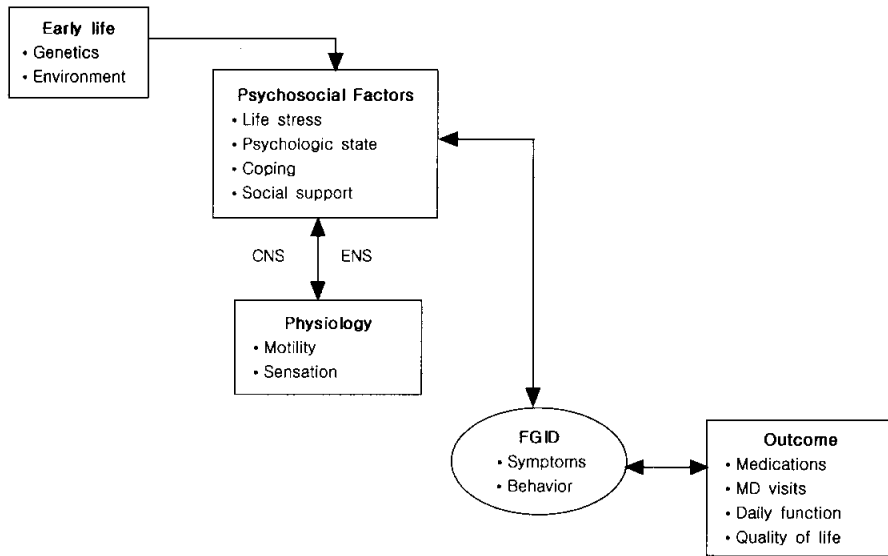 Early life
• Genetics
• Environment
Psychosocial Factors
• Life stress
• Psychologic state
• Coping
• Social support
CNS ENS
Physiology
• Motility
• Sensation
FGID
• Symptoms
• Behavior
Outcome
• Medications
• MD visits
• Daily function
• Quality of life